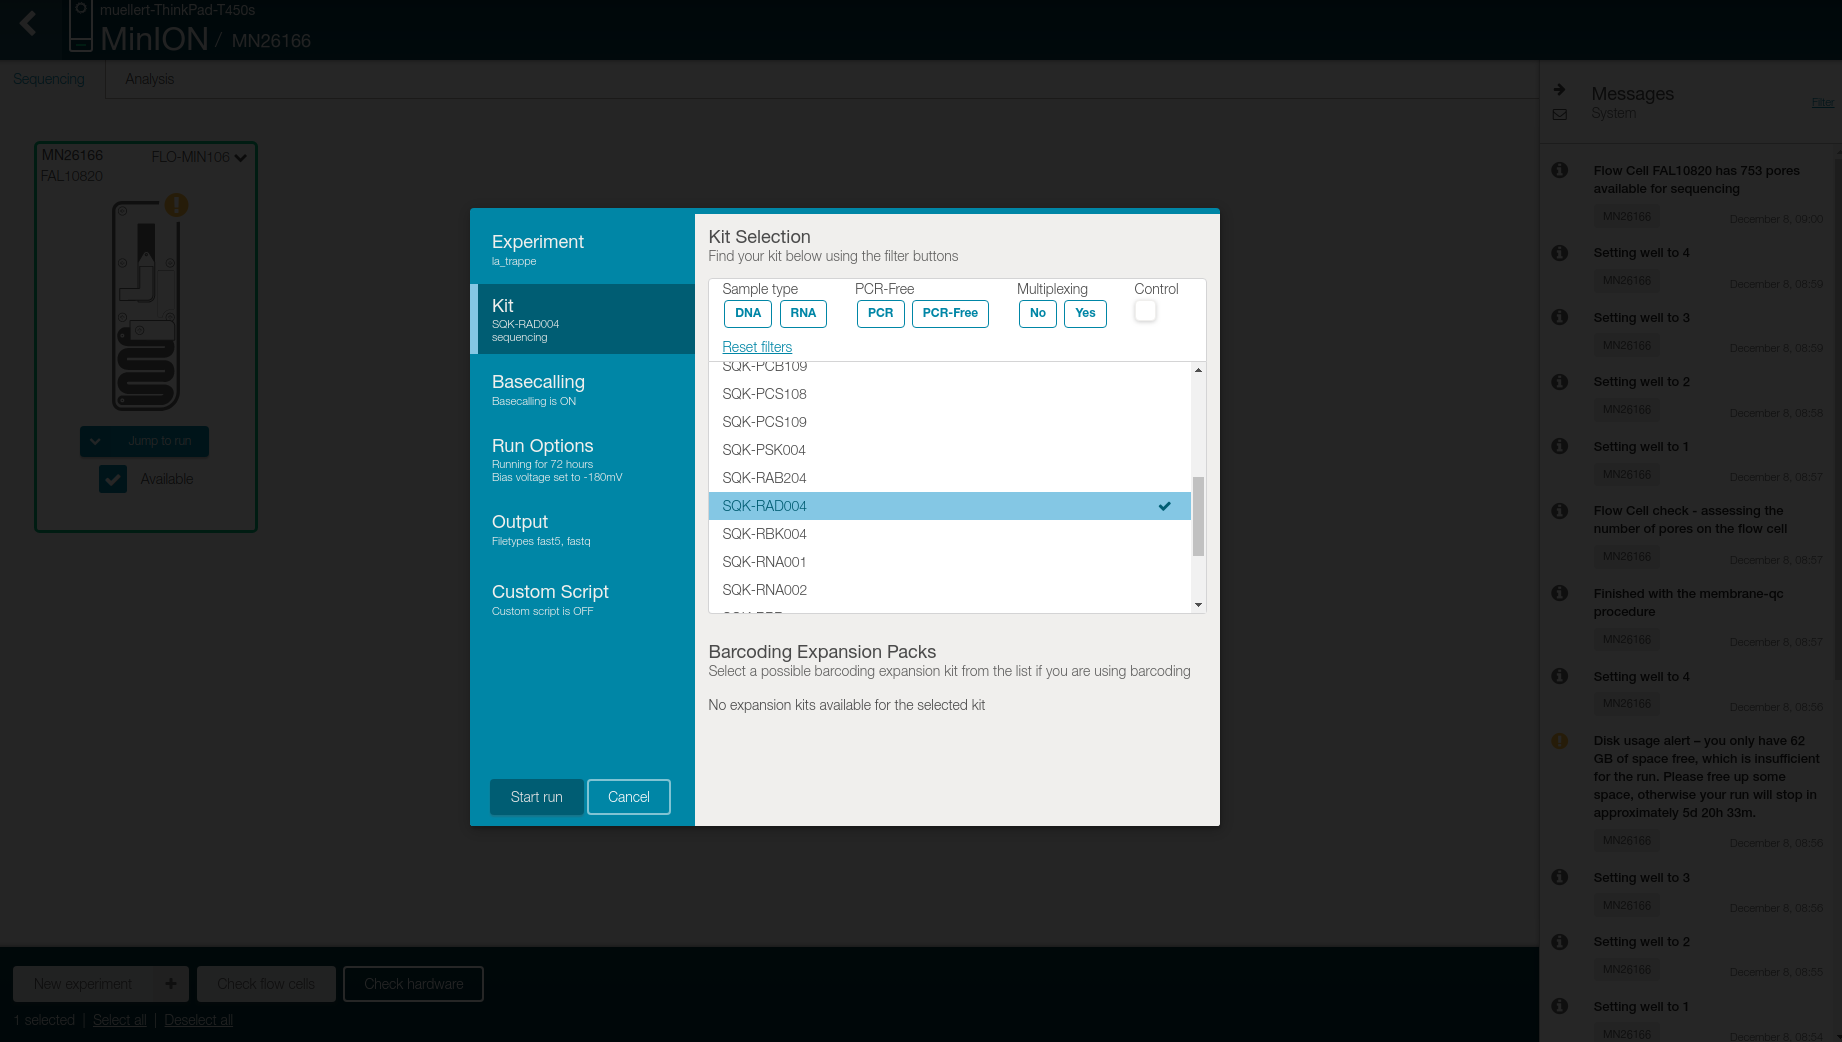 muellert-ThinkPad-T450s
MinION / MN26166
Sequencing
Analysis
MN26166 FLO-MIN106
FAL10820
Jump to run
Available
Experiment
la_trappe
Kit
SQK-RAD004
sequencing
Basecalling
Basecalling is ON
Run Options
Running for 72 hours
Bias voltage set to -180mV
Output
Filetypes fast5, fastq
Custom Script
Custom script is OFF
Start run
Cancel
Kit Selection
Find your kit below using the filter buttons
Sample type PCR-Free Multiplexing Control
DNA RNA PCR PCR-Free No Yes
Reset filters
SQK-PCB109
SQK-PCS108
SQK-PCS109
SQK-PSK004
SQK-RAB204
SQK-RAD004
SQK-RBK004
SQK-RNA001
SQK-RNA002
Barcoding Expansion Packs
Select a possible barcoding expansion kit from the list if you are using barcoding
No expansion kits available for the selected kit
Messages
System
Filter
Flow Cell FAL10820 has 753 pores
available for sequencing
MN26166 December 8, 09:00
Setting well to 4
MN26166 December 8, 08:59
Setting well to 3
MN26166 December 8, 08:59
Setting well to 2
MN26166 December 8, 08:58
Setting well to 1
MN26166 December 8, 08:57
Flow Cell check - assessing the
number of pores on the flow cell
MN26166 December 8, 08:57
Finished with the membrane-qc
procedure
MN26166 December 8, 08:57
Setting well to 4
MN26166 December 8, 08:56
Disk usage alert – you only have 62
GB of space free, which is insufficient
for the run. Please free up some
space, otherwise your run will stop in
approximately 5d 20h 33m.
MN26166 December 8, 08:56
Setting well to 3
MN26166 December 8, 08:56
Setting well to 2
MN26166 December 8, 08:55
Setting well to 1
MN26166 December 8, 08:54
New experiment +
Check flow cells
Check hardware
1 selected | Select all | Deselect all